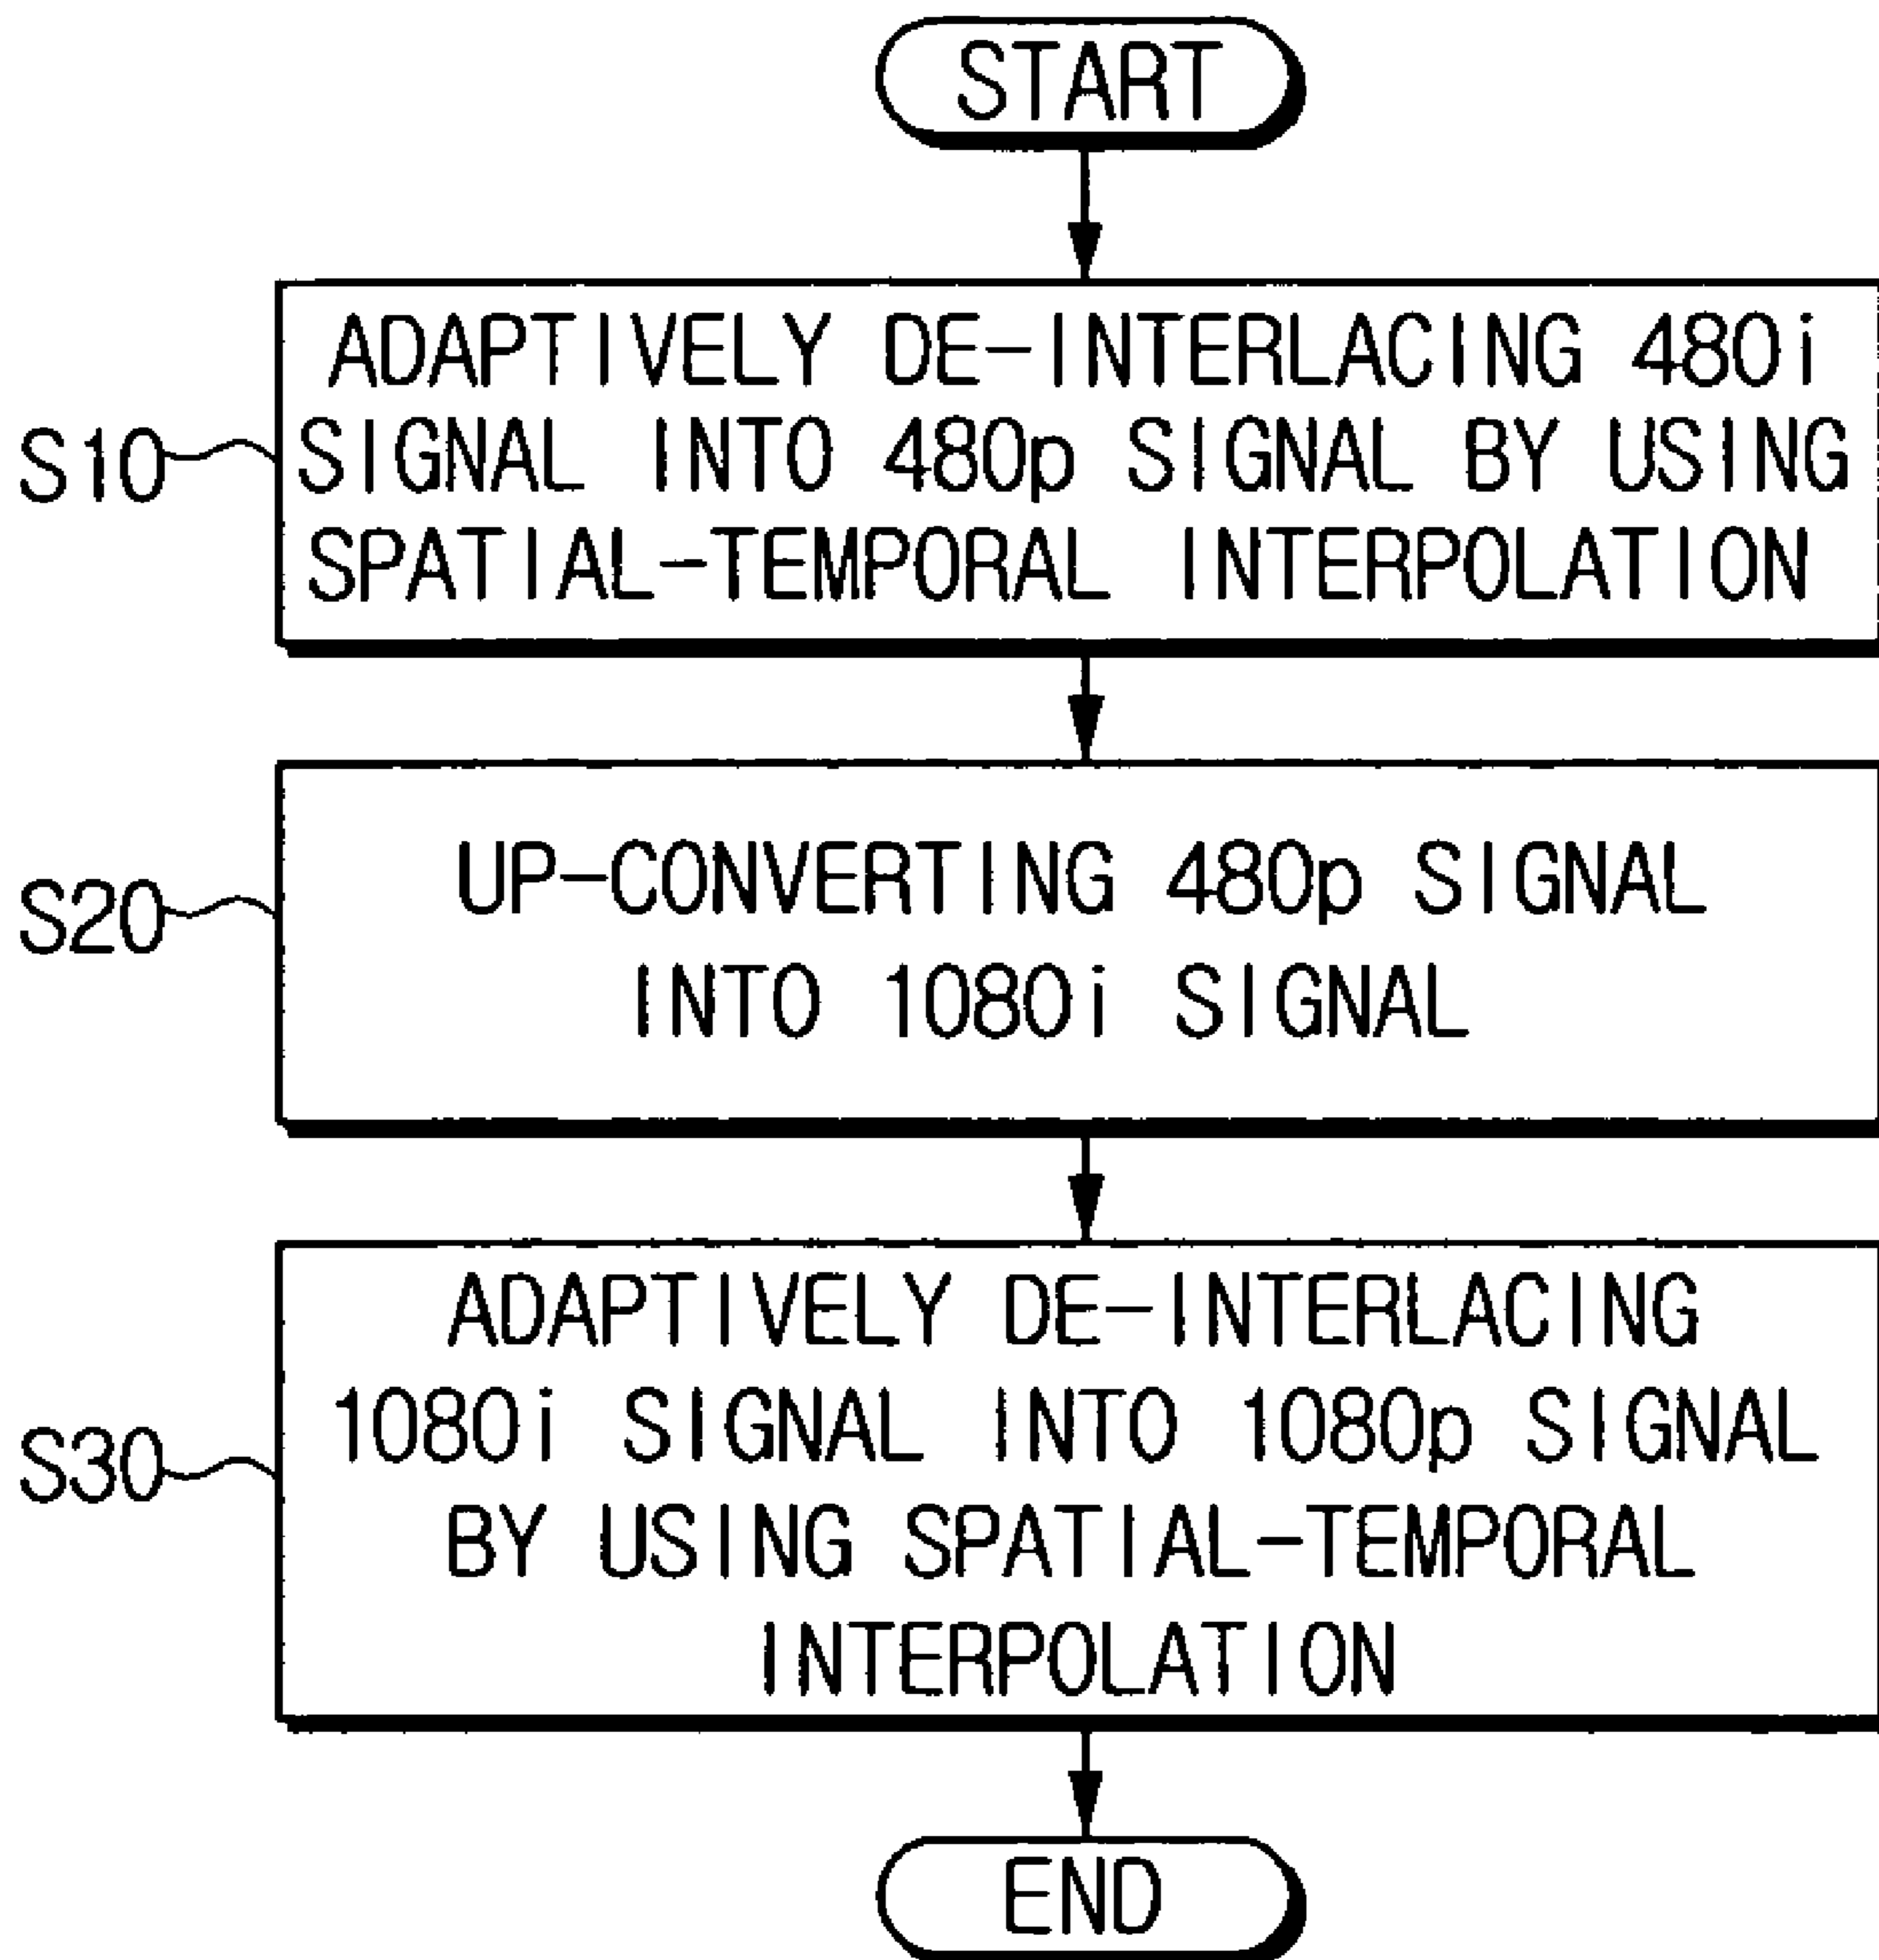 START
ADAPTIVELY DE-INTERLACING 480i
S10
SIGNAL INTO 480p SIGNAL BY USING
SPATIAL-TEMPORAL INTERPOLATION
UP-CONVERTING 480p SIGNAL
S20
INTO 1080i SIGNAL
ADAPTIVELY DE-INTERLACING
1080i SIGNAL INTO 1080p SIGNAL
S30
BY USING SPATIAL-TEMPORAL
INTERPOLATION
END